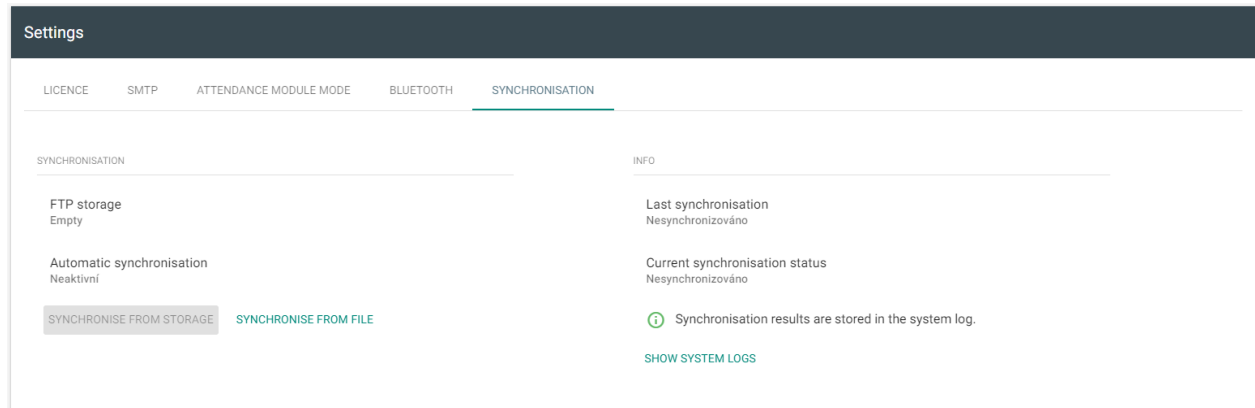 Settings
LICENCE SMTP ATTENDANCE MODULE MODE BLUETOOTH SYNCHRONISATION
SYNCHRONISATION
FTP storage
Empty
Automatic synchronisation
Neaktivní
SYNCHRONISE FROM STORAGE SYNCHRONISE FROM FILE
INFO
Last synchronisation
Nesynchronizováno
Current synchronisation status
Nesynchronizováno
Synchronisation results are stored in the system log.
SHOW SYSTEM LOGS